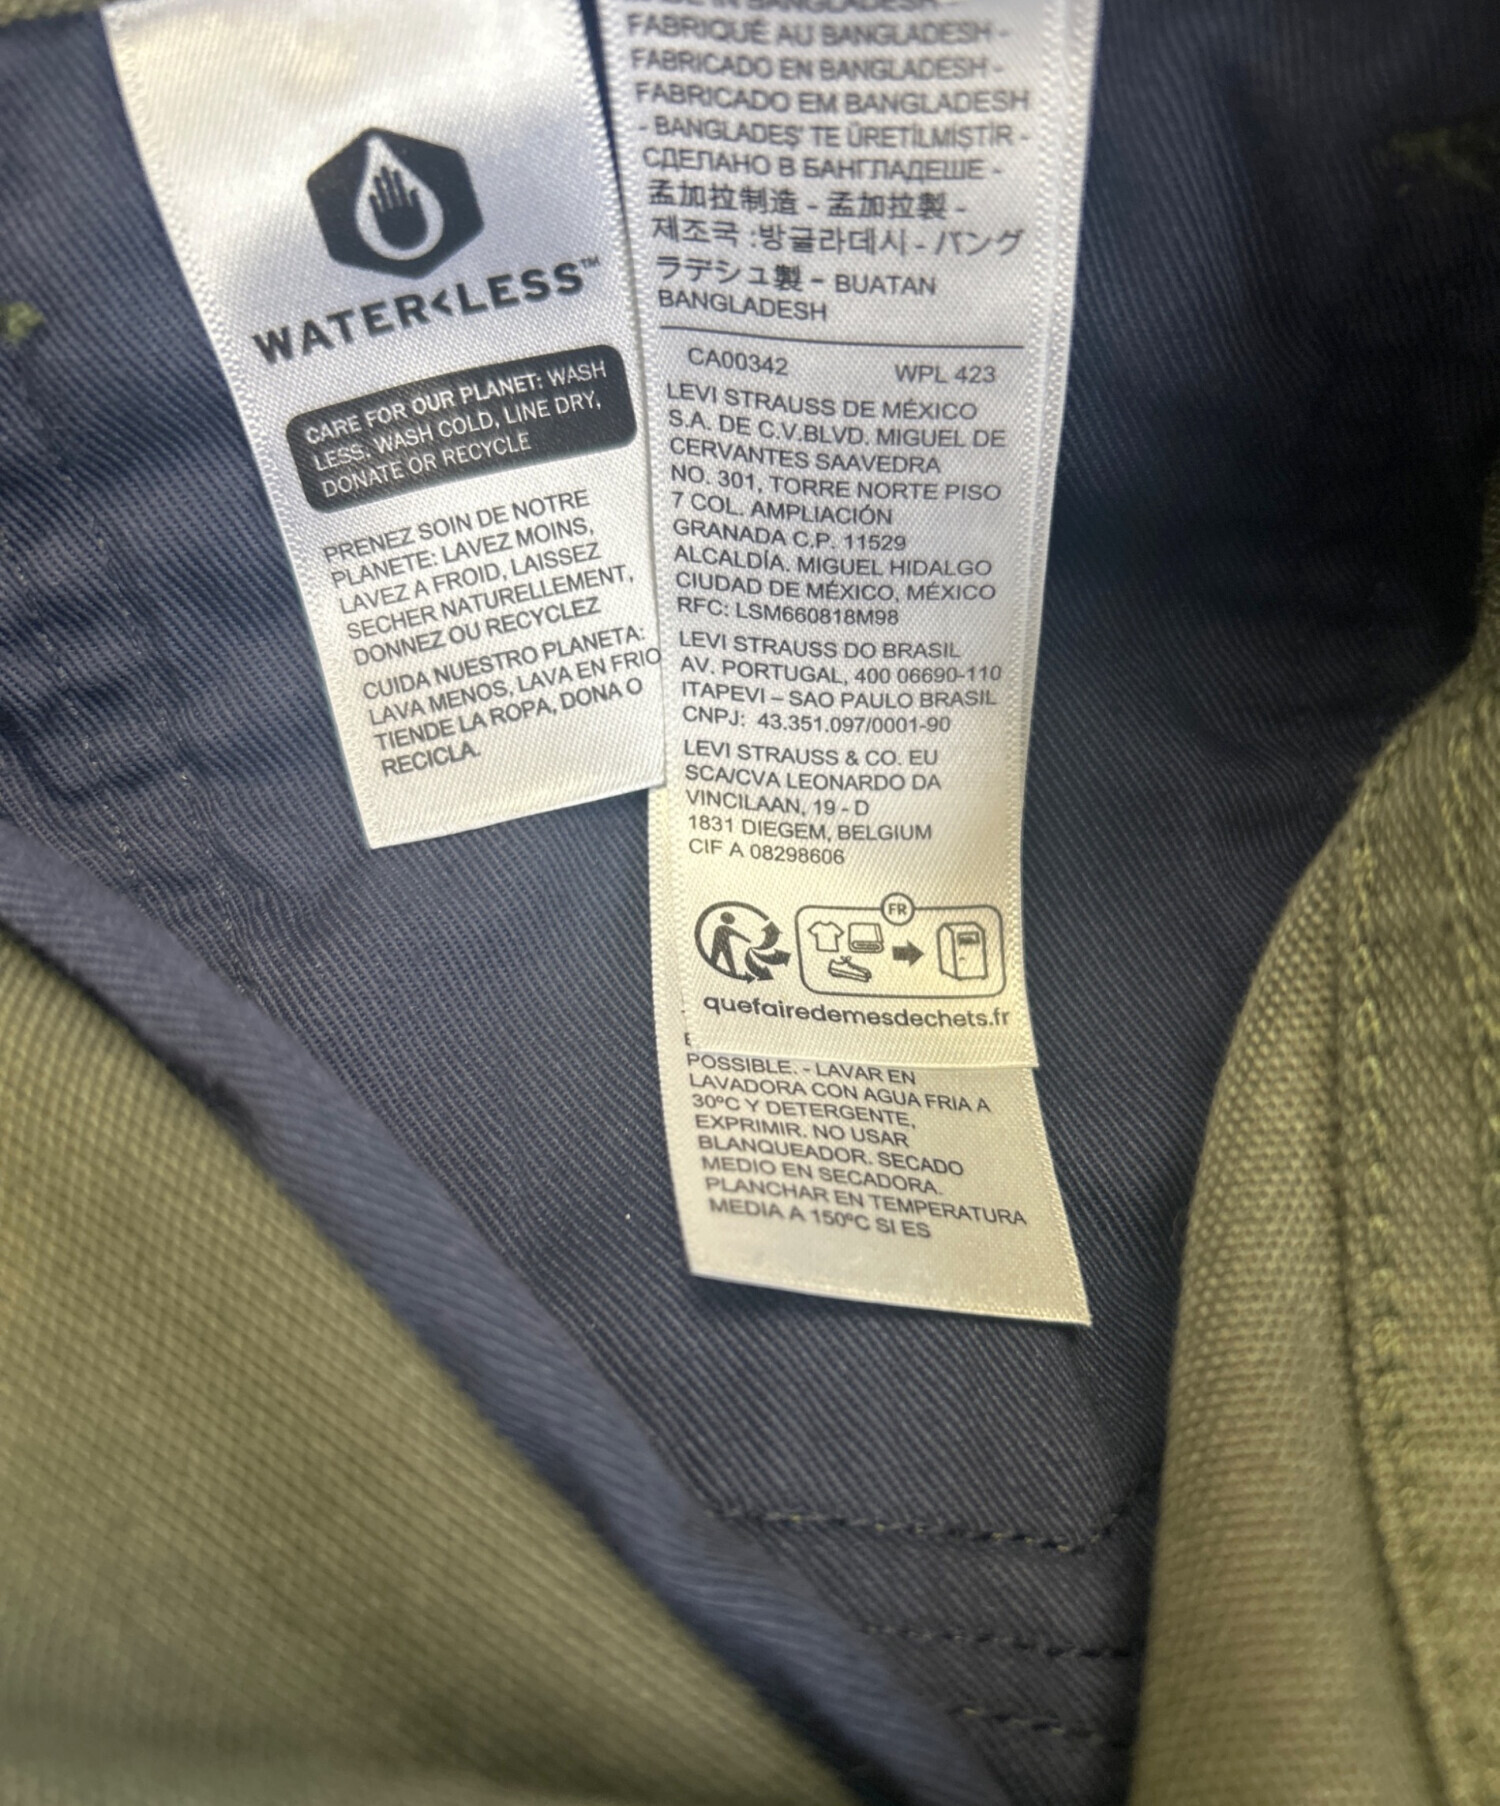 WATER<LESS™
CARE FOR OUR PLANET: WASH
LESS, WASH COLD, LINE DRY,
DONATE OR RECYCLE
PRENEZ SOIN DE NOTRE
PLANETE: LAVEZ MOINS,
LAVEZ A FROID, LAISSEZ
SECHER NATURELLEMENT,
DONNEZ OU RECYCLEZ
CUIDA NUESTRO PLANETA:
LAVA MENOS, LAVA EN FRIO
TIENDE LA ROPA, DONA O
RECICLA.
IN BANGLADESH -
FABRIQUÉ AU BANGLADESH -
FABRICADO EN BANGLADESH -
FABRICADO EM BANGLADESH
- BANGLADEŞ' TE ÜRETİLMİŞTİR -
СДЕЛАНО В БАНГЛАДЕШЕ -
孟加拉制造 - 孟加拉製 -
제조국 :방글라데시 - バング
ラデシュ製 - BUATAN
BANGLADESH
CA00342 WPL 423
LEVI STRAUSS DE MÉXICO
S.A. DE C.V.BLVD. MIGUEL DE
CERVANTES SAAVEDRA
NO. 301, TORRE NORTE PISO
7 COL. AMPLIACIÓN
GRANADA C.P. 11529
ALCALDÍA. MIGUEL HIDALGO
CIUDAD DE MÉXICO, MÉXICO
RFC: LSM660818M98
LEVI STRAUSS DO BRASIL
AV. PORTUGAL, 400 06690-110
ITAPEVI – SAO PAULO BRASIL
CNPJ: 43.351.097/0001-90
LEVI STRAUSS & CO. EU
SCA/CVA LEONARDO DA
VINCILAAN, 19 - D
1831 DIEGEM, BELGIUM
CIF A 08298606
FR
quefairedemesdechets.fr
POSSIBLE. - LAVAR EN
LAVADORA CON AGUA FRIA A
30ºC Y DETERGENTE,
EXPRIMIR. NO USAR
BLANQUEADOR. SECADO
MEDIO EN SECADORA.
PLANCHAR EN TEMPERATURA
MEDIA A 150ºC SI ES